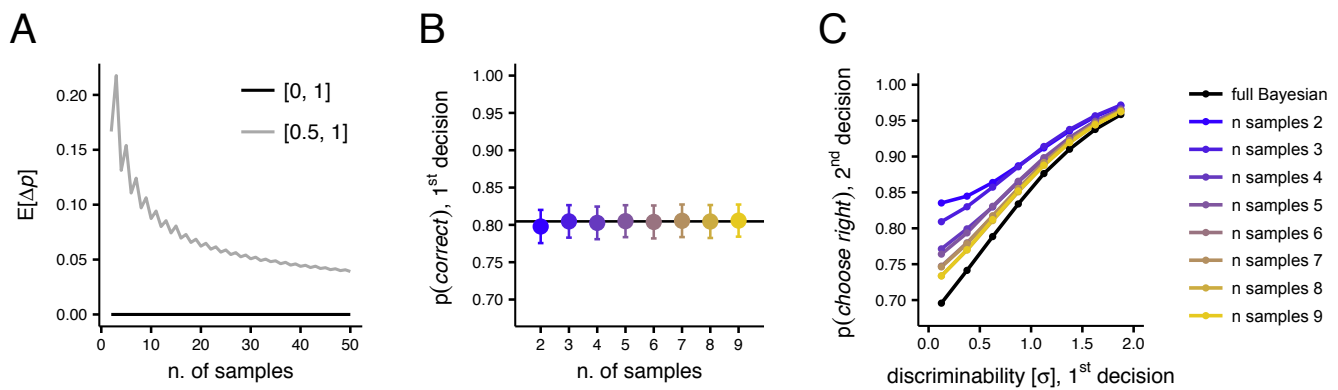 A
E[Δp]
0.20
0.15
0.10
0.05
0.00
0 10 20 30 40 50
n. of samples
[0, 1]
[0.5, 1]
B
p(correct), 1st decision
1.00
0.95
0.90
0.85
0.80
0.75
0.70
2 3 4 5 6 7 8 9
n. of samples
C
p(choose right), 2nd decision
1.00
0.95
0.90
0.85
0.80
0.75
0.70
0.0 0.5 1.0 1.5 2.0
discriminability [σ], 1st decision
full Bayesian
n samples 2
n samples 3
n samples 4
n samples 5
n samples 6
n samples 7
n samples 8
n samples 9